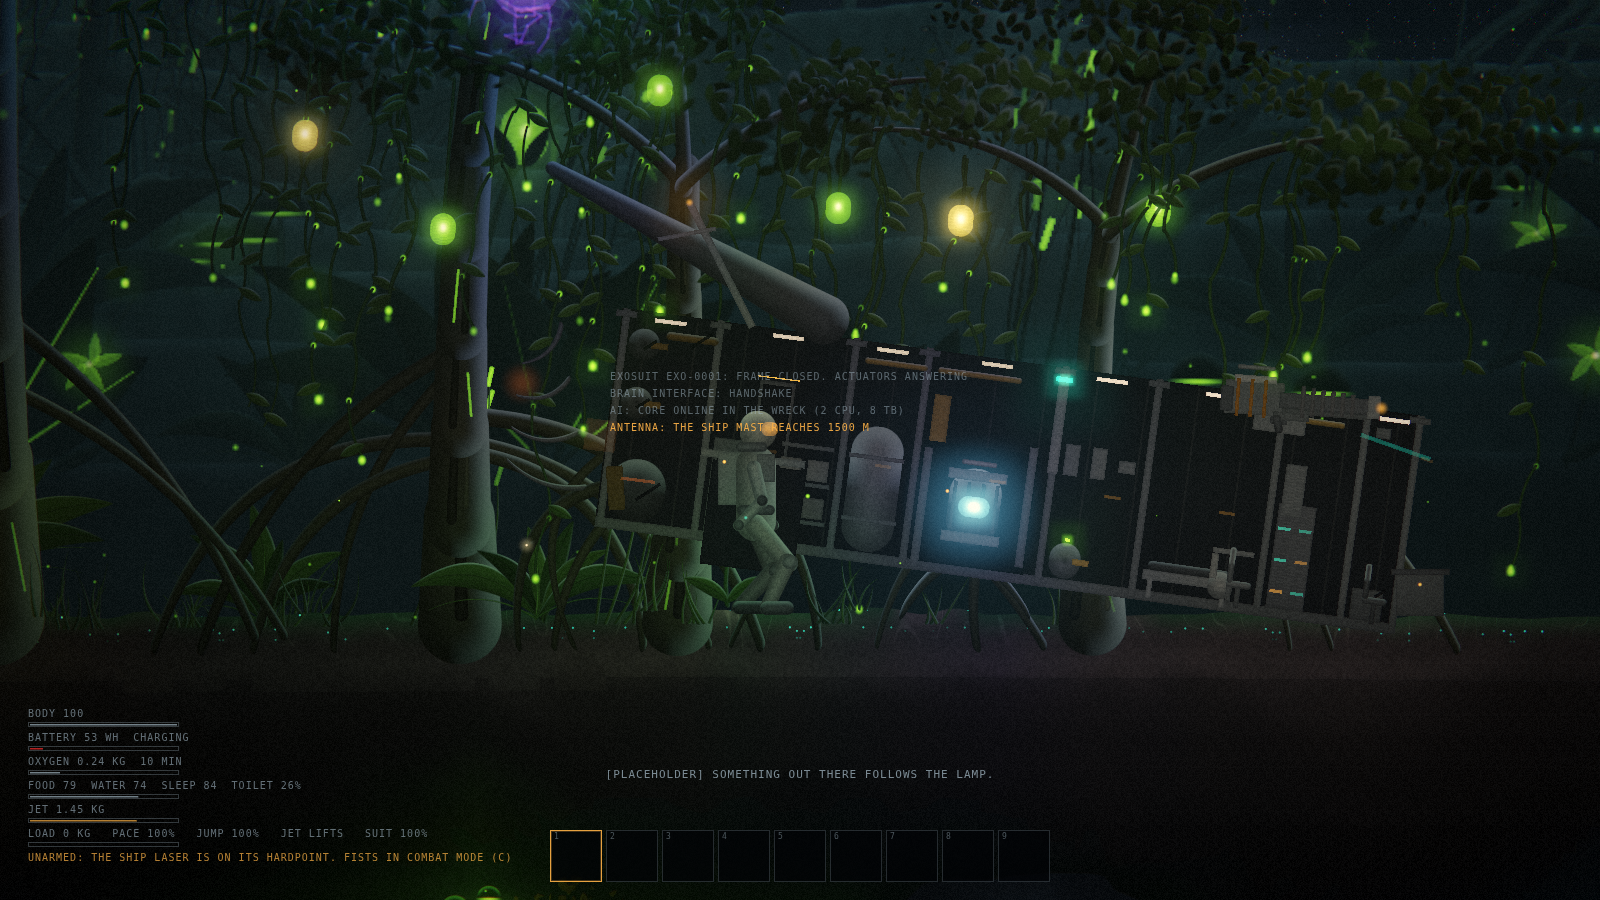 EXOSUIT EXO-0001: FRAME CLOSED. ACTUATORS ANSWERING
BRAIN INTERFACE: HANDSHAKE
AI: CORE ONLINE IN THE WRECK (2 CPU, 8 TB)
ANTENNA: THE SHIP MAST REACHES 1500 M
BODY 100
BATTERY 53 WH  CHARGING
OXYGEN 0.24 KG  10 MIN
FOOD 79  WATER 74  SLEEP 84  TOILET 26%
JET 1.45 KG
LOAD 0 KG   PACE 100%   JUMP 100%   JET LIFTS   SUIT 100%
UNARMED: THE SHIP LASER IS ON ITS HARDPOINT. FISTS IN COMBAT MODE (C)
[PLACEHOLDER] SOMETHING OUT THERE FOLLOWS THE LAMP.
1 2 3 4 5 6 7 8 9